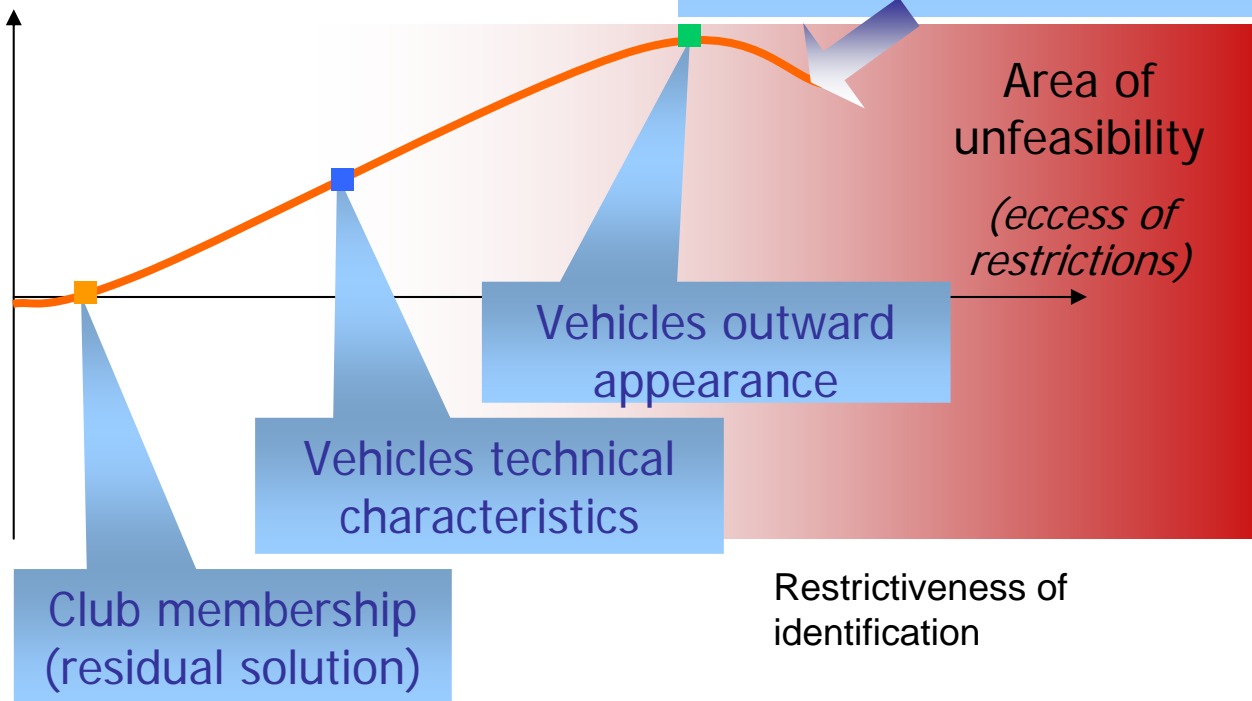 Area of
unfeasibility
(eccess of
restrictions)
Vehicles outward
appearance
Vehicles technical
characteristics
Club membership
(residual solution)
Restrictiveness of
identification